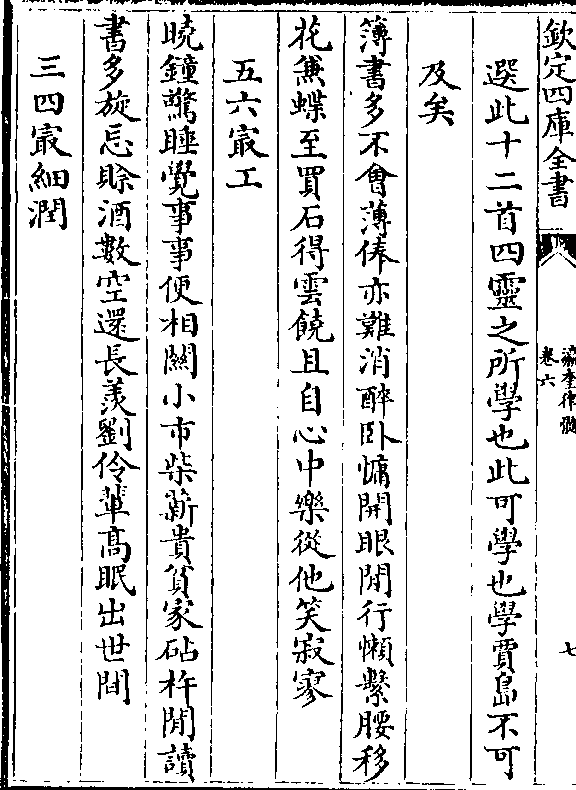 欽定四庫全書
瀛奎律髓
卷六
七
選此十二首四靈之所學也此可學也學賈島不可
及矣
簿書多不會薄俸亦難消醉臥慵開眼閒行懶繫腰移
花兼蝶至買石得雲饒且自心中樂從他笑寂寥
五六㝡工
曉鐘驚睡覺事事便相關小市柴薪貴貧家砧杵閒讀
書多旋忘賒酒數空還長羨劉伶輩高眠出世間
三四㝡細潤